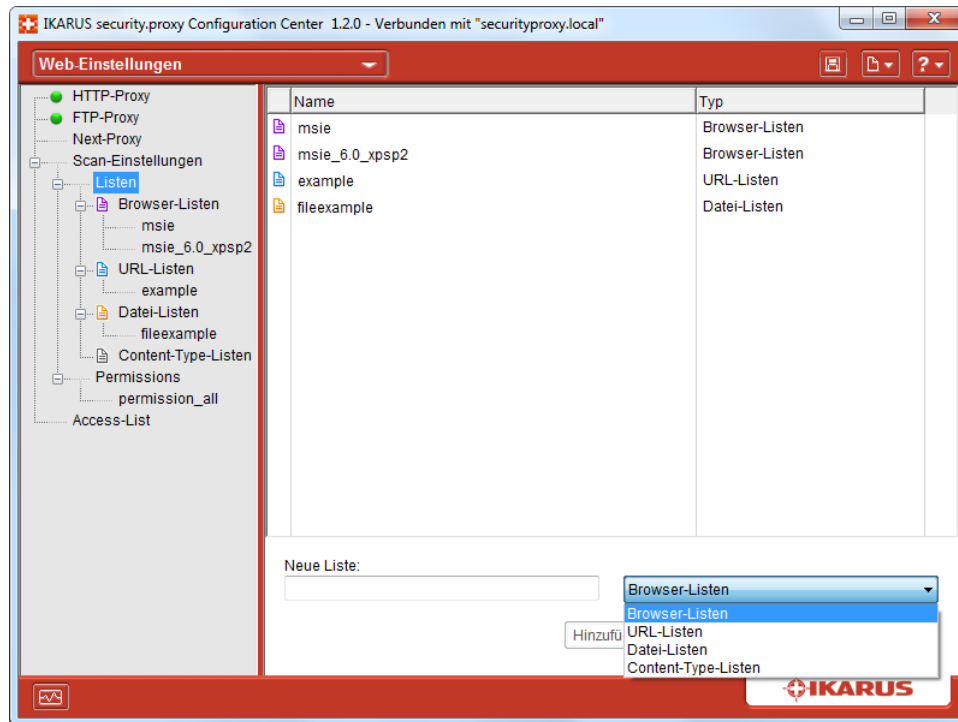 IKARUS security.proxy Configuration Center 1.2.0 - Verbunden mit "securityproxy.local"
Web-Einstellungen
?
HTTP-Proxy
FTP-Proxy
Next-Proxy
Scan-Einstellungen
Listen
Browser-Listen
msie
msie_6.0_xpsp2
URL-Listen
example
Datei-Listen
fileexample
Content-Type-Listen
Permissions
permission_all
Access-List
Name Typ
msie Browser-Listen
msie_6.0_xpsp2 Browser-Listen
example URL-Listen
fileexample Datei-Listen
Neue Liste:
Browser-Listen
Browser-Listen
URL-Listen
Datei-Listen
Content-Type-Listen
Hinzufü
IKARUS